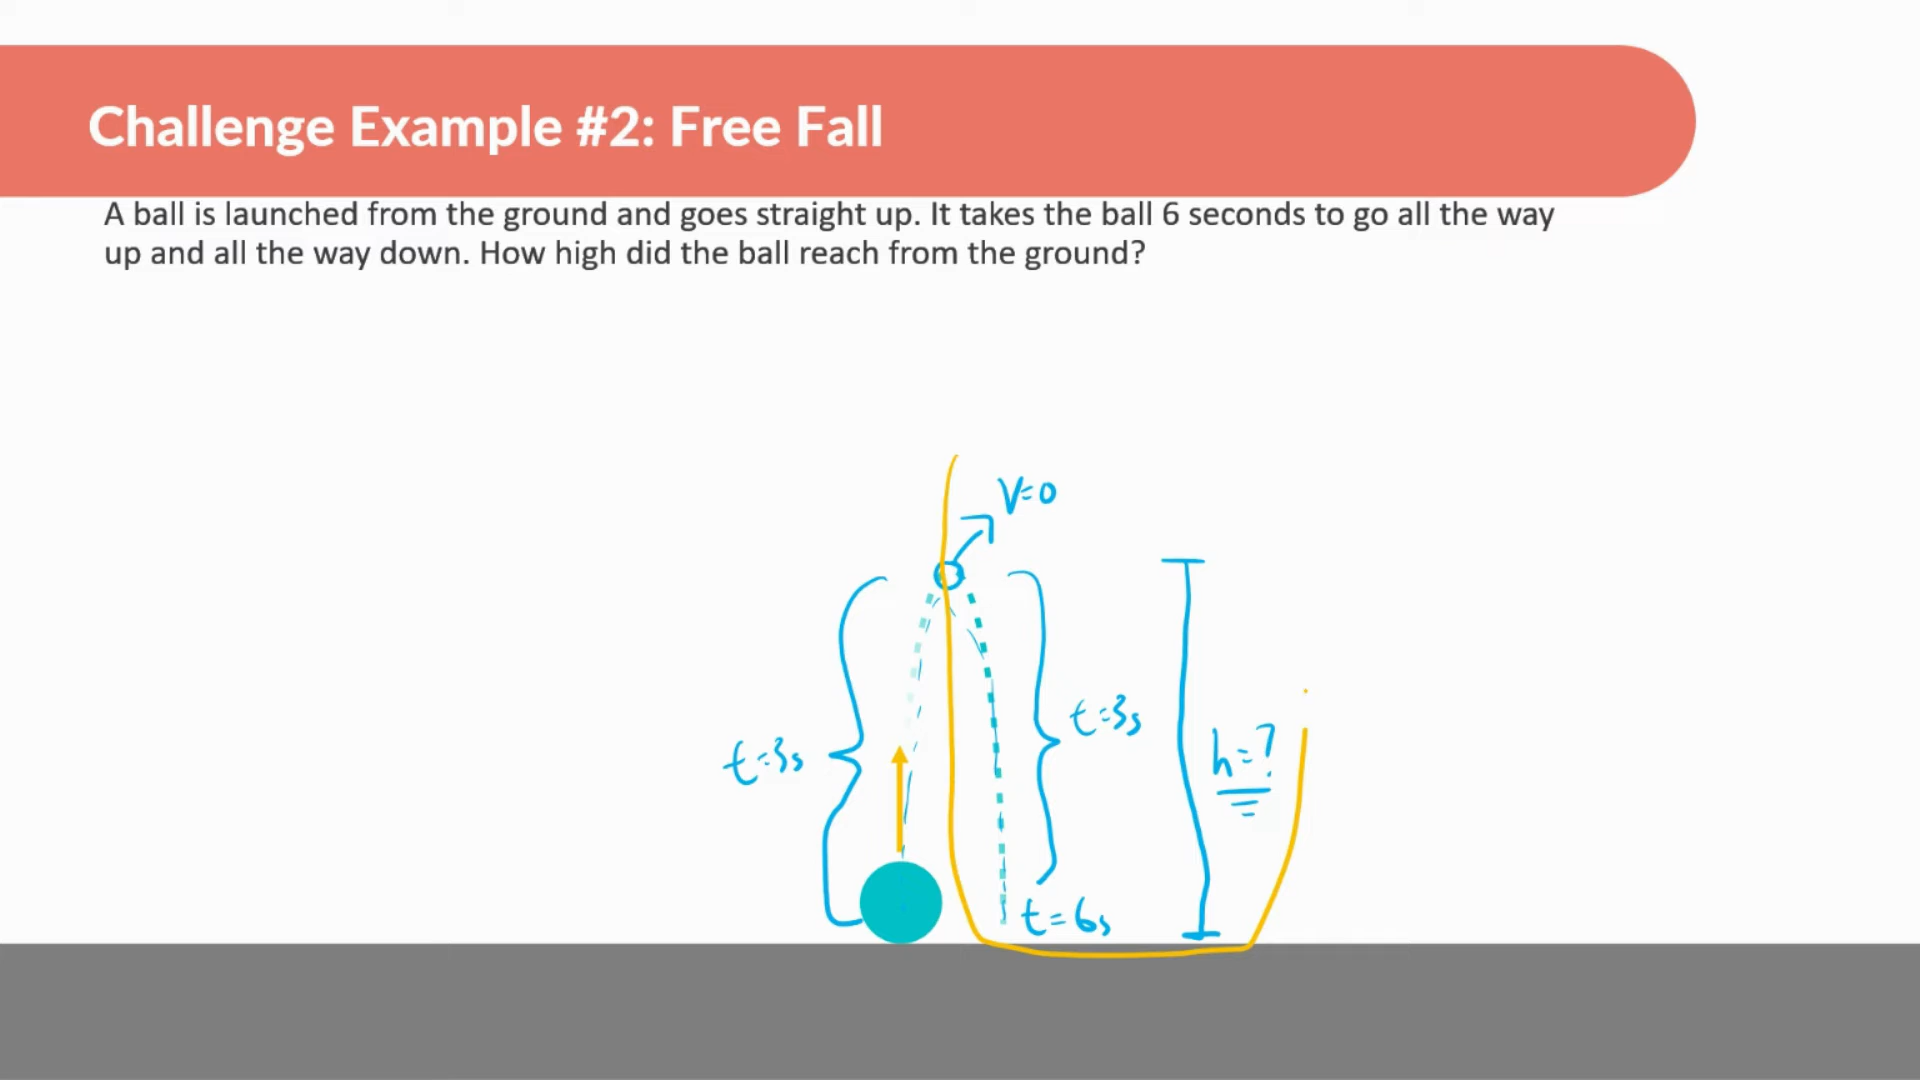 Challenge Example #2: Free Fall
A ball is launched from the ground and goes straight up. It takes the ball 6 seconds to go all the way
up and all the way down. How high did the ball reach from the ground?
V=0
t=3s
t=3s
h=?
t=6s